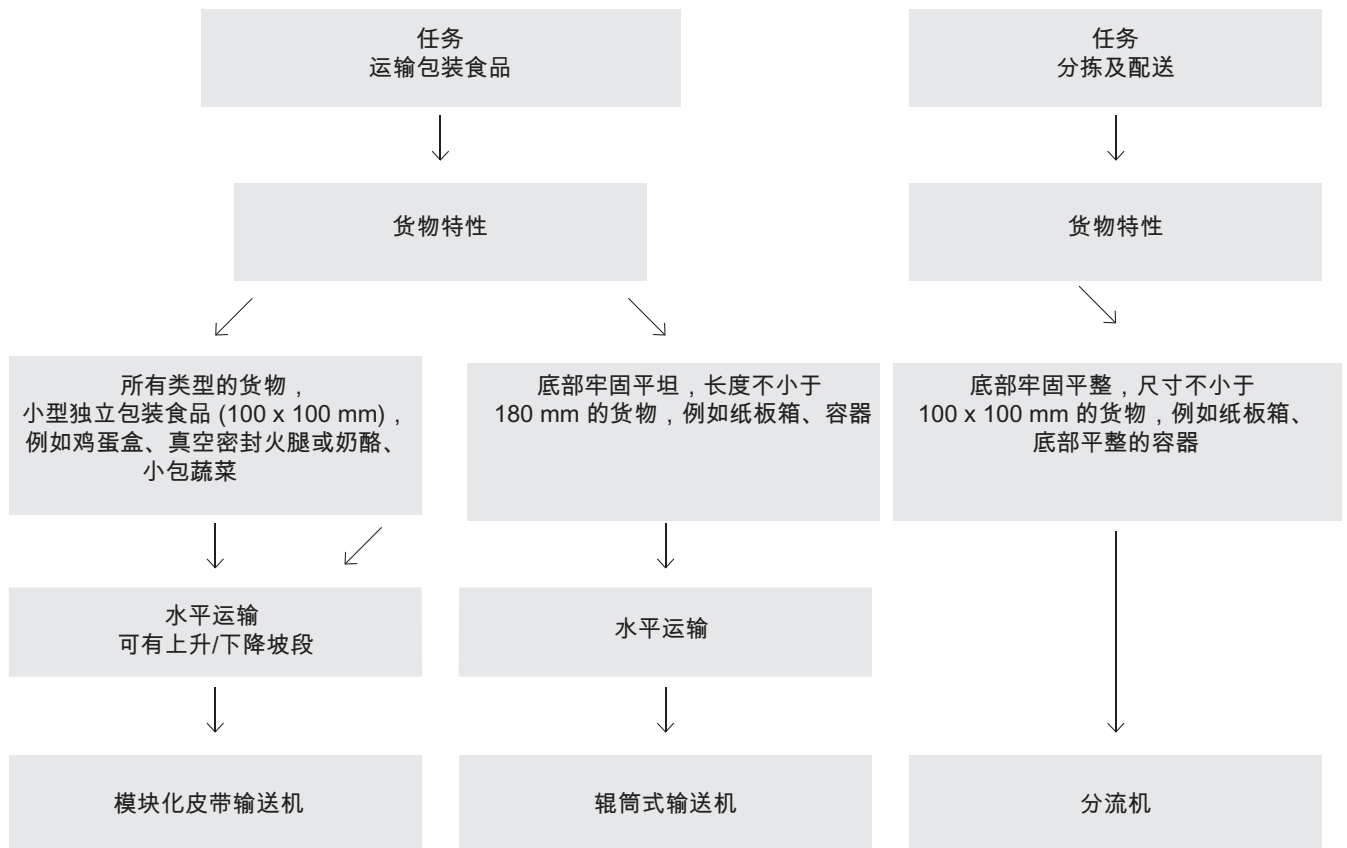 任务
运输包装食品
任务
分拣及配送
货物特性
货物特性
所有类型的货物，
小型独立包装食品 (100 x 100 mm)，
例如鸡蛋盒、真空密封火腿或奶酪、
小包蔬菜
底部牢固平坦，长度不小于
180 mm 的货物，例如纸板箱、容器
底部牢固平整，尺寸不小于
100 x 100 mm 的货物，例如纸板箱、
底部平整的容器
水平运输
可有上升/下降坡段
水平运输
模块化皮带输送机
辊筒式输送机
分流机